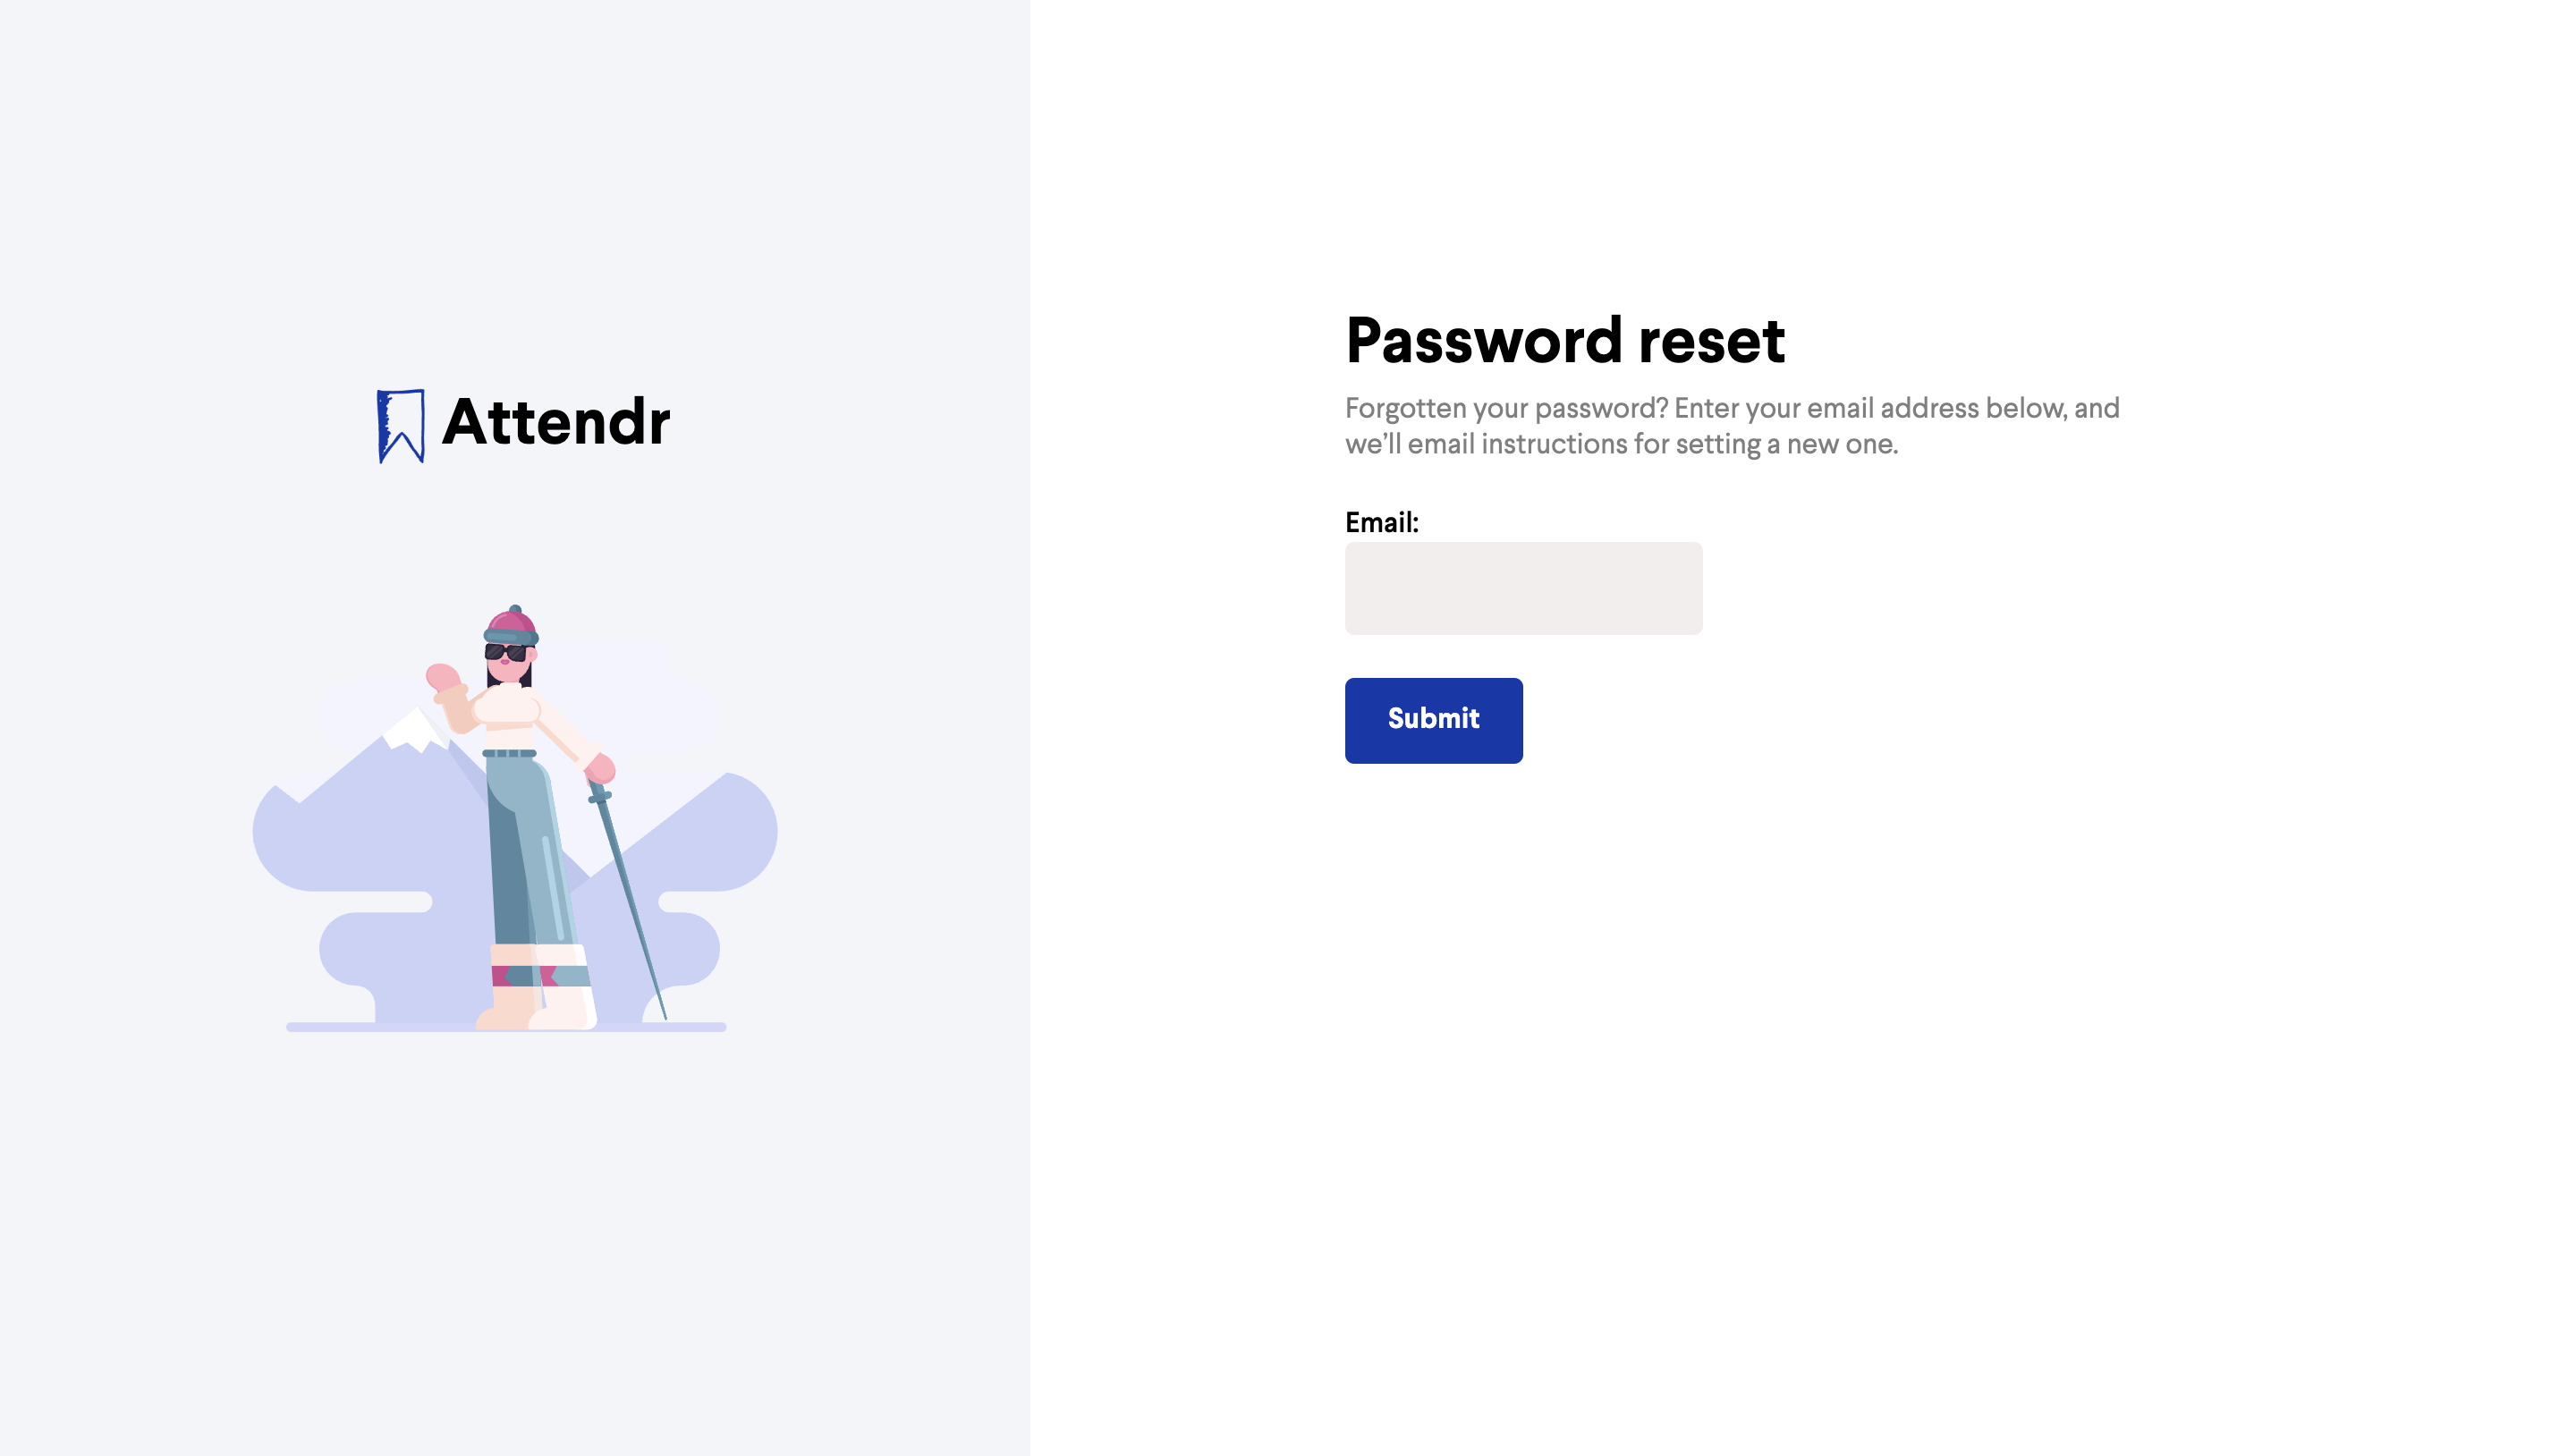 Attendr
Password reset
Forgotten your password? Enter your email address below, and
we’ll email instructions for setting a new one.
Email:
Submit